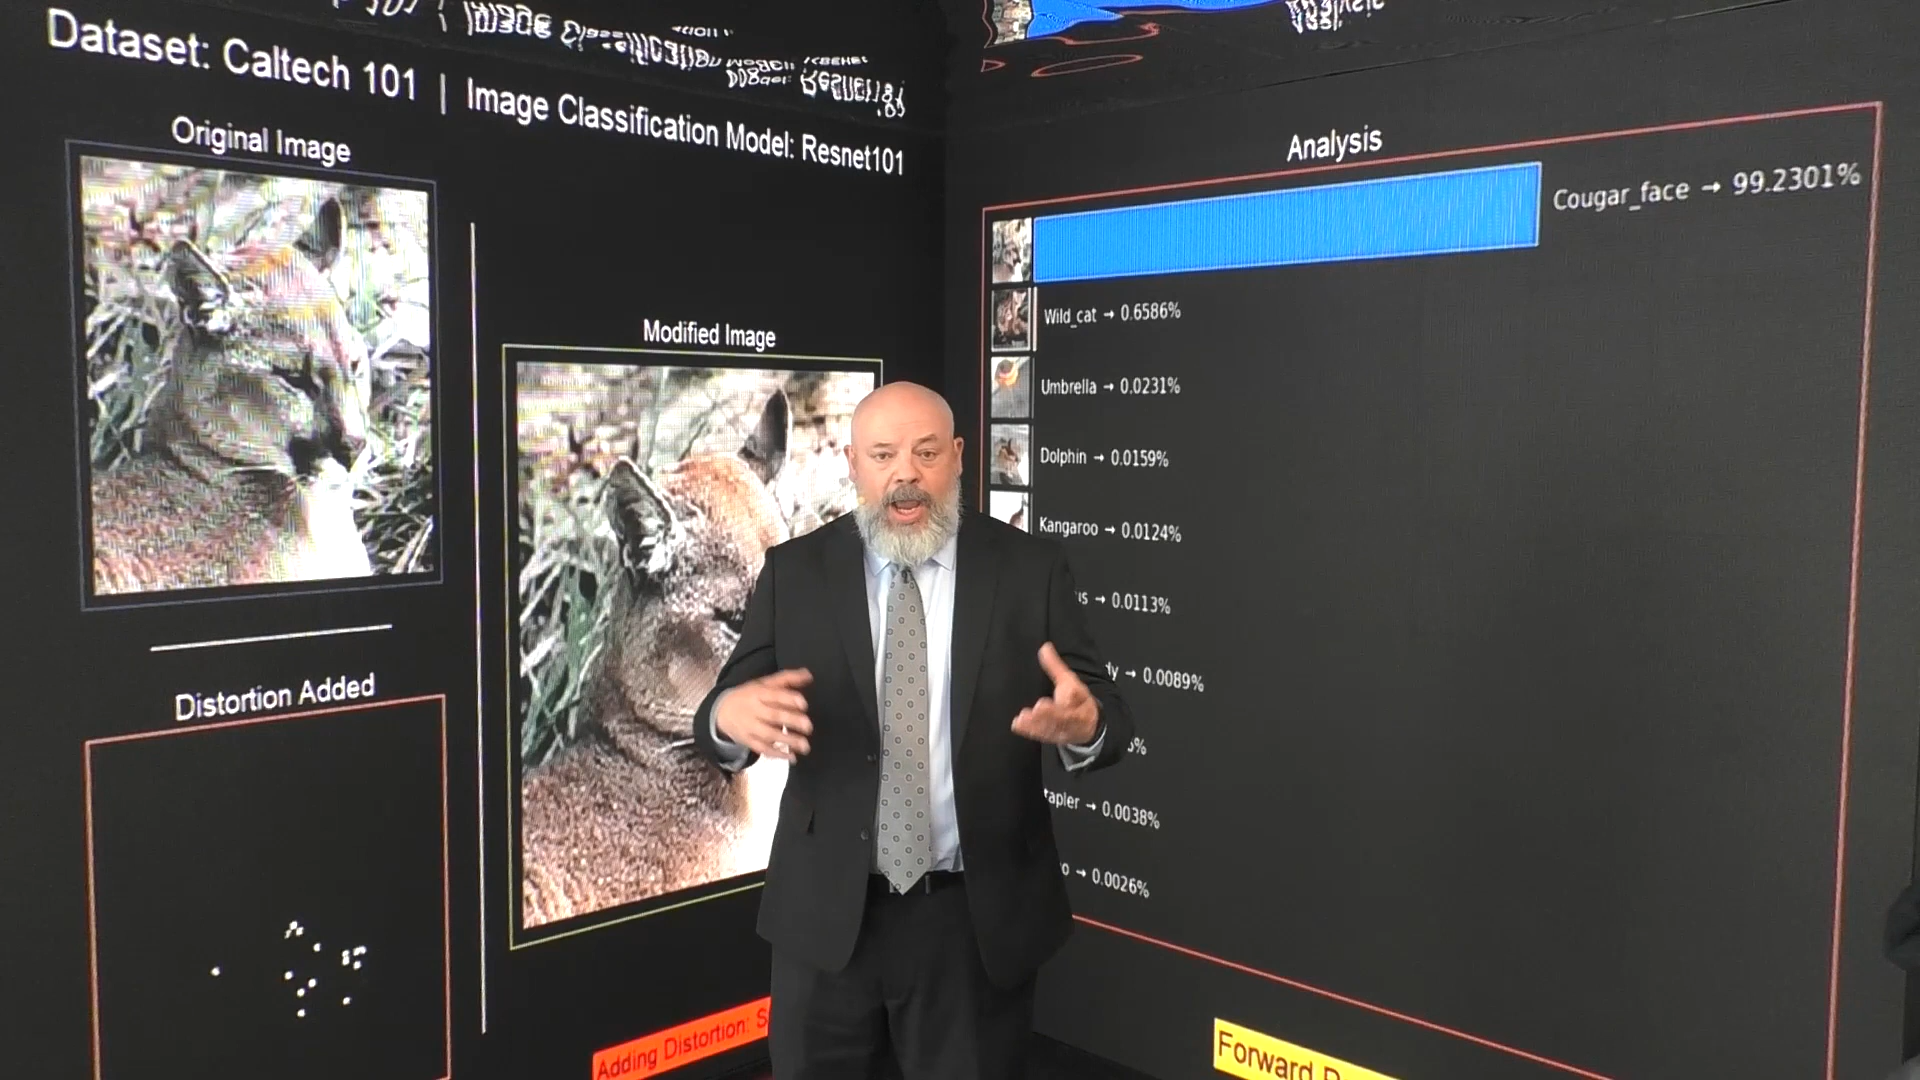 Dataset: Caltech 101 | Image Classification Model: Resnet101
Original Image
Modified Image
Distortion Added
Adding Distortion:
Analysis
Cougar_face → 99.2301%
Wild_cat → 0.6586%
Umbrella → 0.0231%
Dolphin → 0.0159%
Kangaroo → 0.0124%
→ 0.0113%
→ 0.0089%
→ 0.0038%
→ 0.0026%
Forward